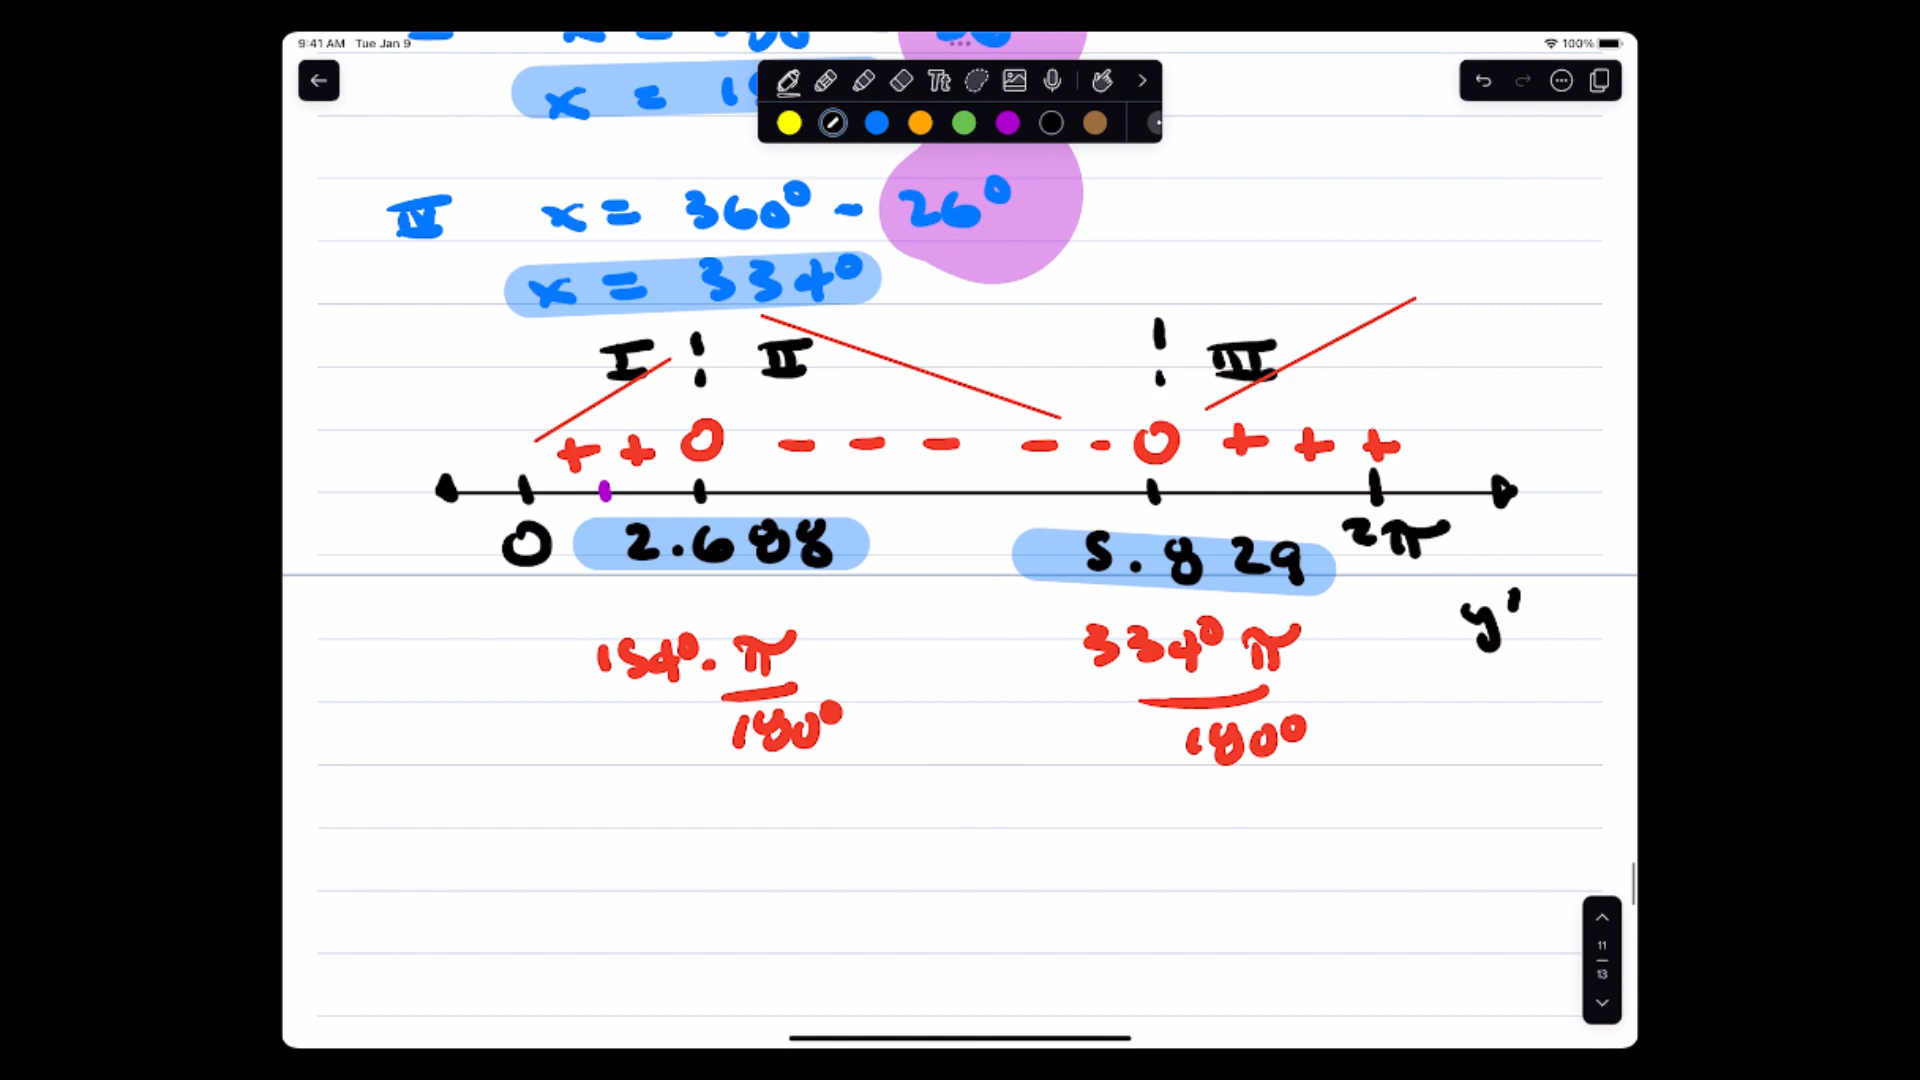 9:41 AM Tue Jan 9
100%
Tt
x = 1
IV x = 360° - 26°
x = 334°
I II III
+ + 0 - - - - - 0 + + +
0 2.688 5.829 2π
y'
154° . π / 180°
334° π / 180°
11
13